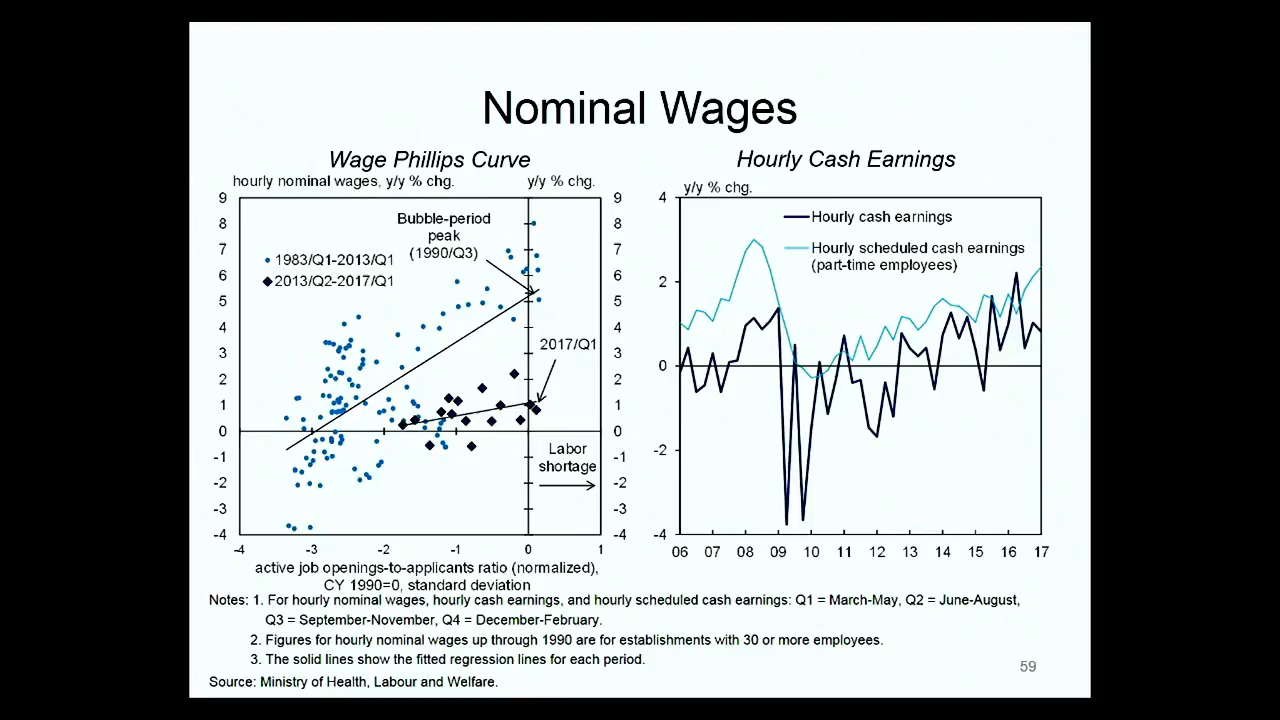 Nominal Wages
Wage Phillips Curve
hourly nominal wages, y/y % chg.
y/y % chg.
9
8
7
6
5
4
3
2
1
0
-1
-2
-3
-4
9
8
7
6
5
4
3
2
1
0
-1
-2
-3
-4
Bubble-period
peak
(1990/Q3)
1983/Q1-2013/Q1
2013/Q2-2017/Q1
2017/Q1
Labor
shortage
-4 -3 -2 -1 0 1
active job openings-to-applicants ratio (normalized),
CY 1990=0, standard deviation
Hourly Cash Earnings
y/y % chg.
4
2
0
-2
-4
Hourly cash earnings
Hourly scheduled cash earnings
(part-time employees)
06 07 08 09 10 11 12 13 14 15 16 17
Notes: 1. For hourly nominal wages, hourly cash earnings, and hourly scheduled cash earnings: Q1 = March-May, Q2 = June-August,
Q3 = September-November, Q4 = December-February.
2. Figures for hourly nominal wages up through 1990 are for establishments with 30 or more employees.
3. The solid lines show the fitted regression lines for each period.
Source: Ministry of Health, Labour and Welfare.
59